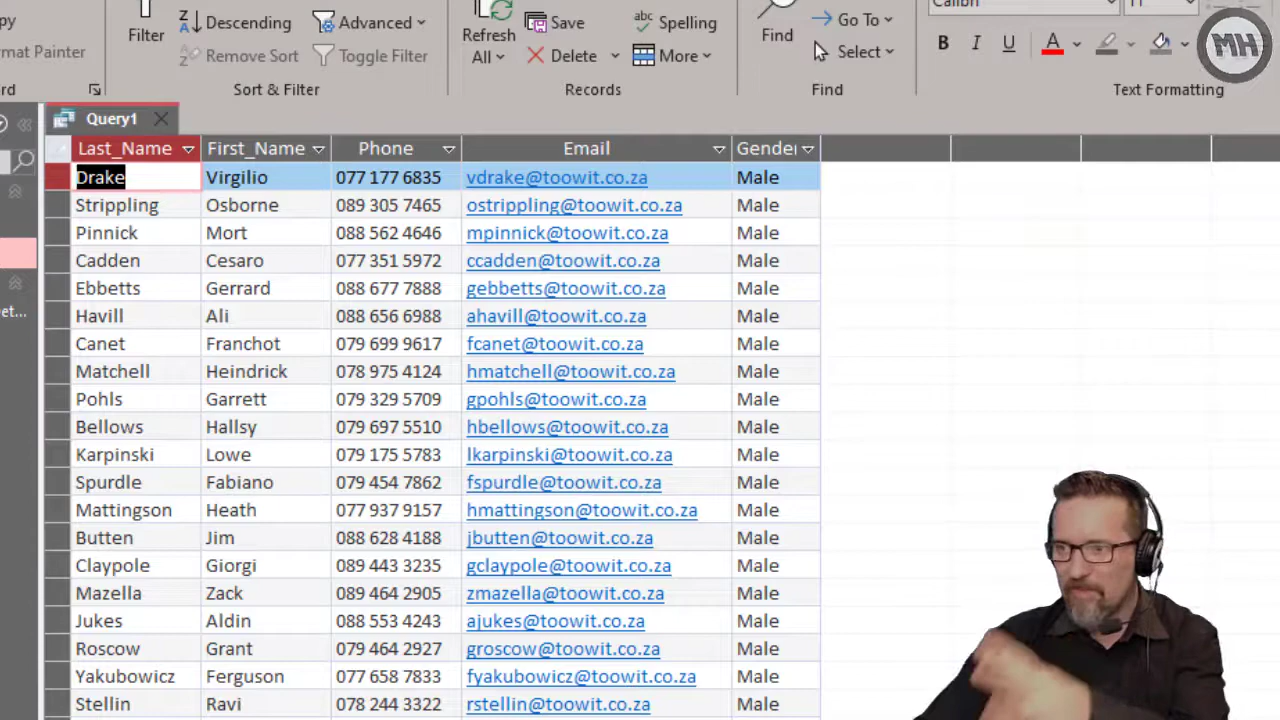 py
Descending
Advanced
Save
Spelling
Go To
Calibri
11
Filter
Refresh
Find
MH
rmat Painter
Remove Sort
Toggle Filter
All
Delete
More
Select
B I U A
rd
Sort & Filter
Records
Find
Text Formatting
Query1
Last_Name First_Name Phone Email Gender
Drake Virgilio 077 177 6835 vdrake@toowit.co.za Male
Strippling Osborne 089 305 7465 ostrippling@toowit.co.za Male
Pinnick Mort 088 562 4646 mpinnick@toowit.co.za Male
Cadden Cesaro 077 351 5972 ccadden@toowit.co.za Male
Ebbetts Gerrard 088 677 7888 gebbetts@toowit.co.za Male
Havill Ali 088 656 6988 ahavill@toowit.co.za Male
et...
Canet Franchot 079 699 9617 fcanet@toowit.co.za Male
Matchell Heindrick 078 975 4124 hmatchell@toowit.co.za Male
Pohls Garrett 079 329 5709 gpohls@toowit.co.za Male
Bellows Hallsy 079 697 5510 hbellows@toowit.co.za Male
Karpinski Lowe 079 175 5783 lkarpinski@toowit.co.za Male
Spurdle Fabiano 079 454 7862 fspurdle@toowit.co.za Male
Mattingson Heath 077 937 9157 hmattingson@toowit.co.za Male
Butten Jim 088 628 4188 jbutten@toowit.co.za Male
Claypole Giorgi 089 443 3235 gclaypole@toowit.co.za Male
Mazella Zack 089 464 2905 zmazella@toowit.co.za Male
Jukes Aldin 088 553 4243 ajukes@toowit.co.za Male
Roscow Grant 079 464 2927 groscow@toowit.co.za Male
Yakubowicz Ferguson 077 658 7833 fyakubowicz@toowit.co.za Male
Stellin Ravi 078 244 3322 rstellin@toowit.co.za Male